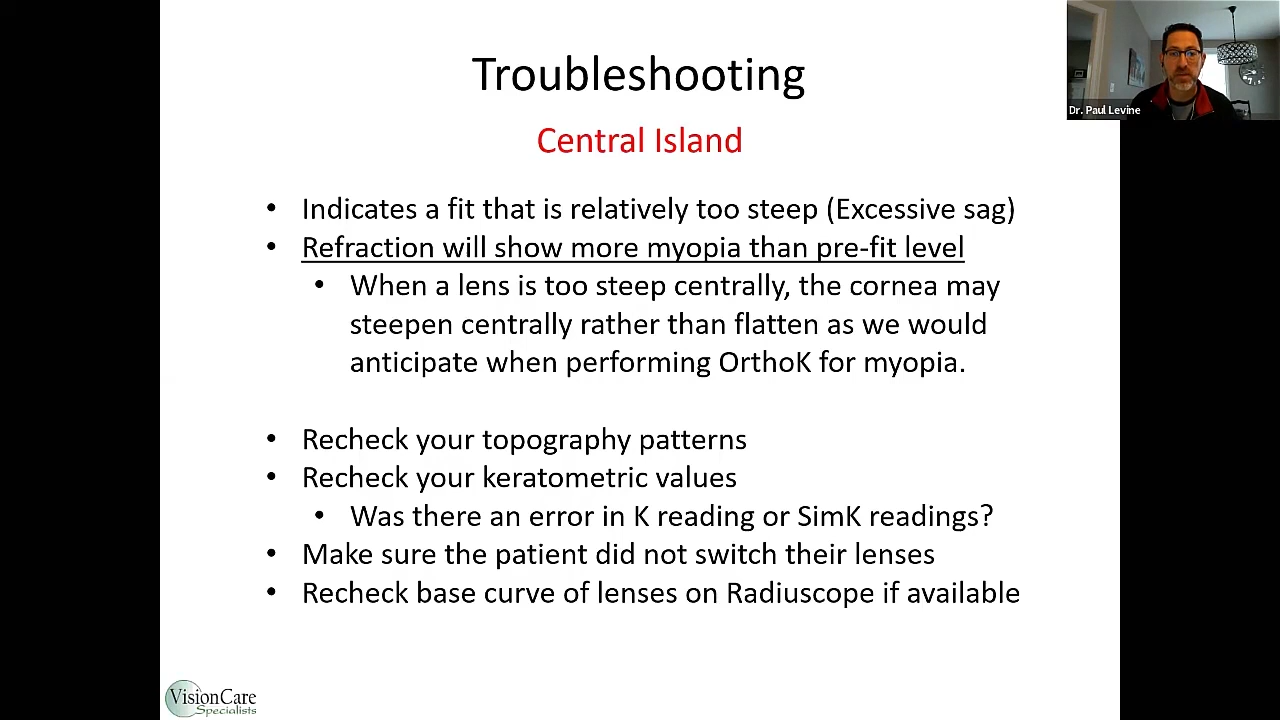 Troubleshooting
Dr. Paul Levine
Central Island
• Indicates a fit that is relatively too steep (Excessive sag)
• Refraction will show more myopia than pre-fit level
• When a lens is too steep centrally, the cornea may
steepen centrally rather than flatten as we would
anticipate when performing OrthoK for myopia.
• Recheck your topography patterns
• Recheck your keratometric values
• Was there an error in K reading or SimK readings?
• Make sure the patient did not switch their lenses
• Recheck base curve of lenses on Radiuscope if available
VisionCare
Specialists